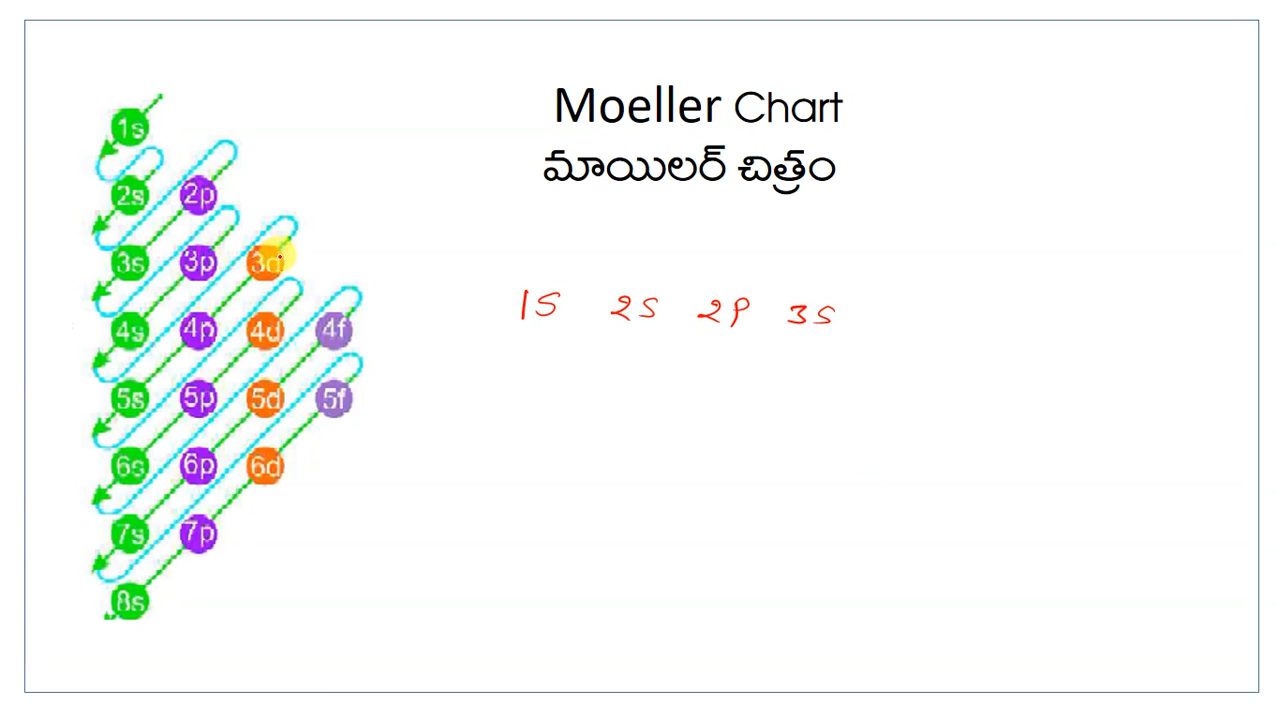 Moeller Chart
మాయిలర్ చిత్రం
1s
2s 2p
3s 3p 3d
1S 2S 2P 3S
4s 4p 4d 4f
5s 5p 5d 5f
6s 6p 6d
7s 7p
8s